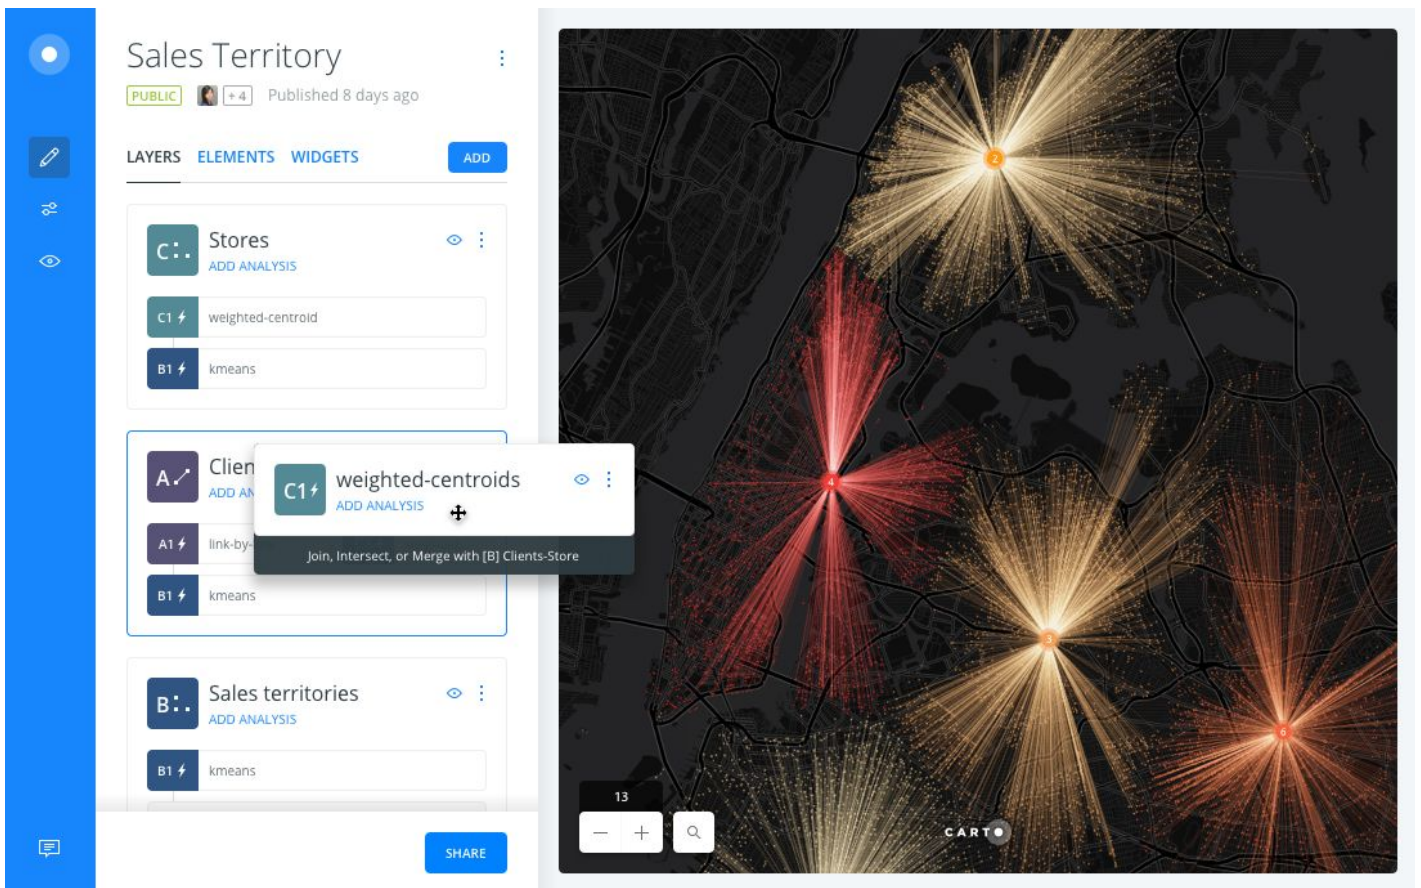 Sales Territory
PUBLIC +4 Published 8 days ago
LAYERS ELEMENTS WIDGETS ADD
C
Stores
ADD ANALYSIS
C1 weighted-centroid
B1 kmeans
A
Clien
ADD AN
C1
weighted-centroids
ADD ANALYSIS
A1 link-by-
Join, Intersect, or Merge with [B] Clients-Store
B1 kmeans
B
Sales territories
ADD ANALYSIS
B1 kmeans
SHARE
2
4
3
6
13
CARTO